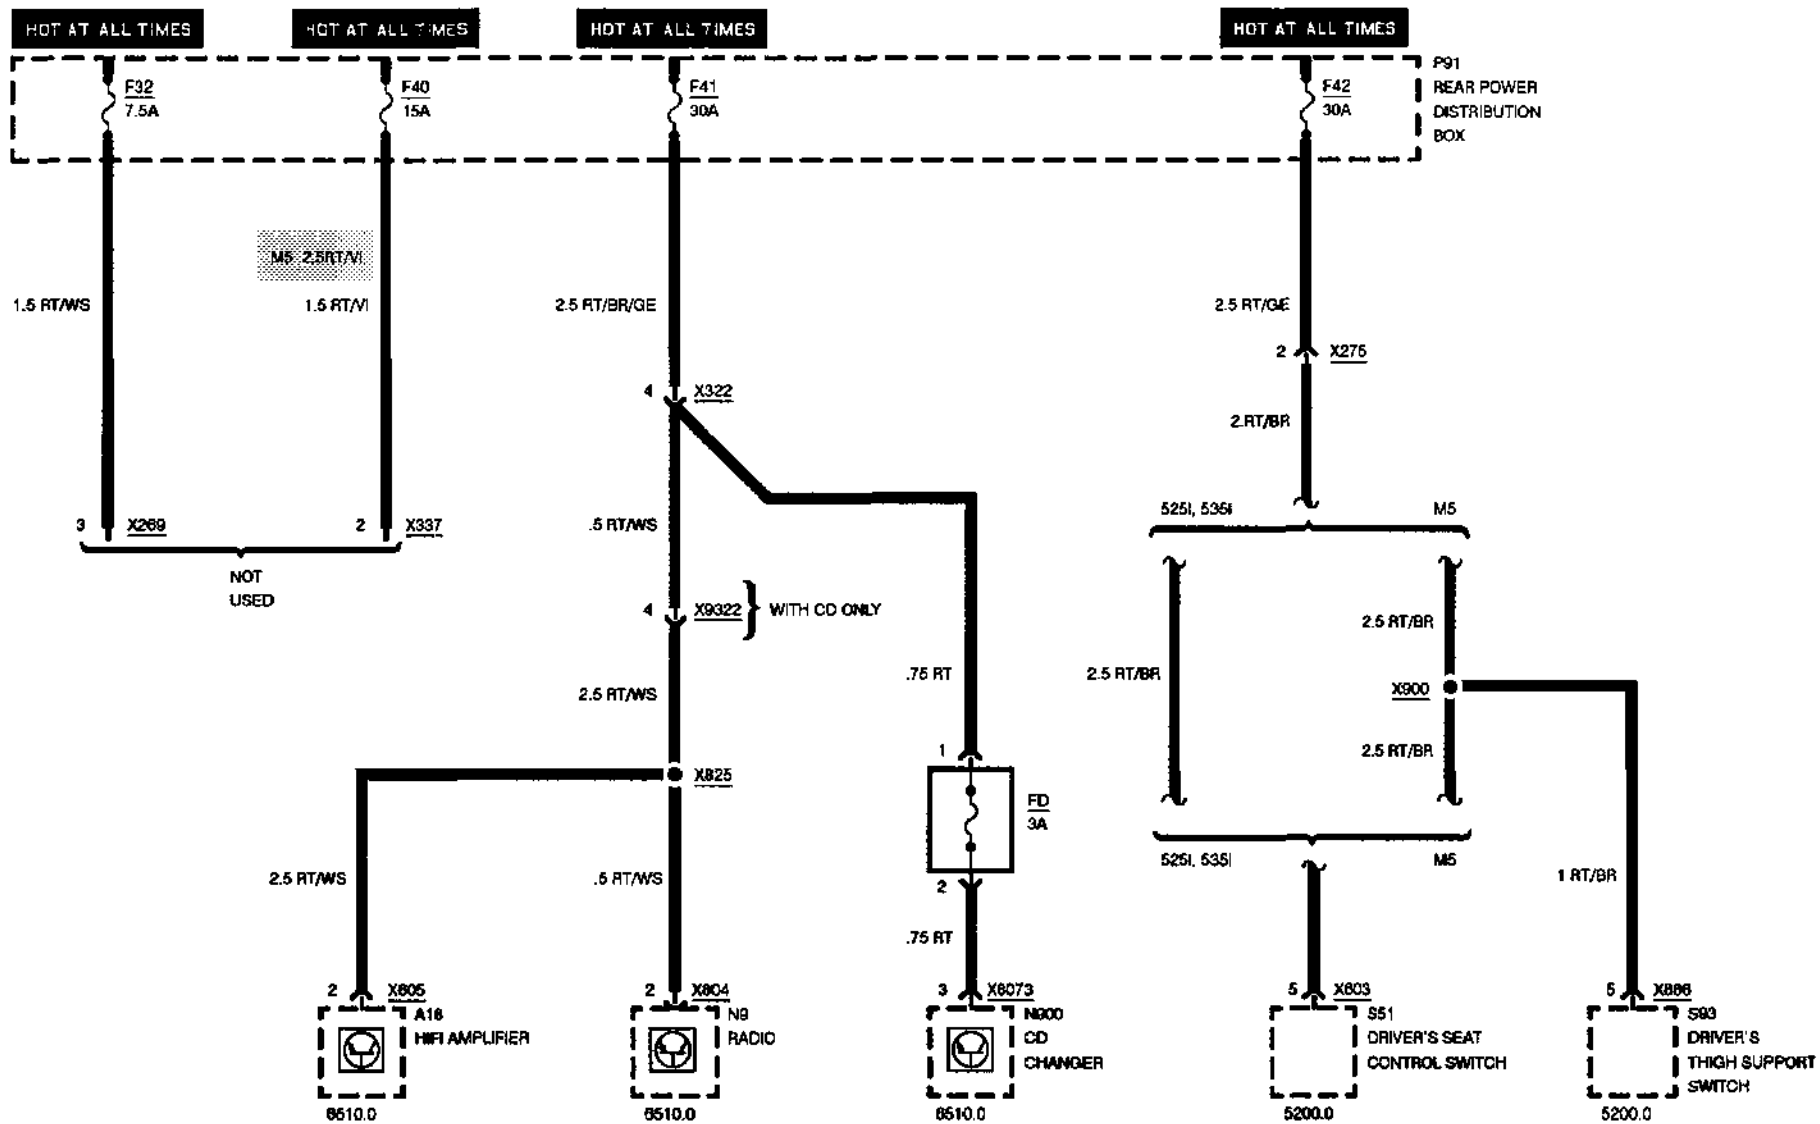 HOT AT ALL TIMES
HOT AT ALL TIMES
HOT AT ALL TIMES
HOT AT ALL TIMES
F32
7.5A
F40
15A
F41
30A
F42
30A
P91
REAR POWER
DISTRIBUTION
BOX
M5 2.5RT/VI
1.5 RT/WS
1.5 RT/VI
2.5 RT/BR/GE
2.5 RT/GE
2 X275
4 X322
2 RT/BR
3 X269
2 X337
.5 RT/WS
525I, 535I
M5
NOT
USED
4 X9322
WITH CD ONLY
2.5 RT/BR
.75 RT
2.5 RT/BR
2.5 RT/WS
X900
2.5 RT/BR
1
X825
FD
3A
525I, 535I
M5
2.5 RT/WS
.5 RT/WS
2
1 RT/BR
.75 RT
2 X805
2 X804
3 X6073
5 X603
5 X886
A18
HIFI AMPLIFIER
N9
RADIO
N900
CD
CHANGER
S51
DRIVER'S SEAT
CONTROL SWITCH
S93
DRIVER'S
THIGH SUPPORT
SWITCH
6510.0
6510.0
6510.0
5200.0
5200.0